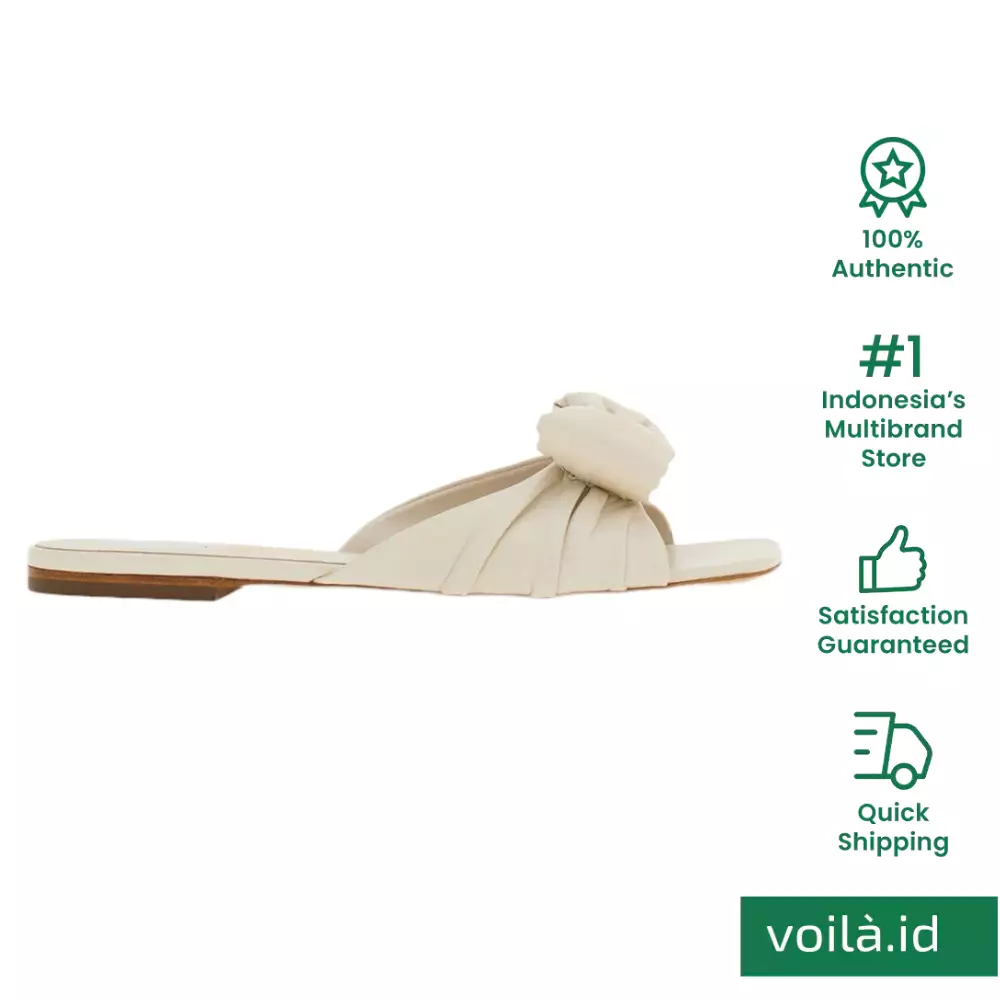 100%
Authentic
#1
Indonesia’s
Multibrand
Store
Satisfaction
Guaranteed
Quick
Shipping
voilà.id